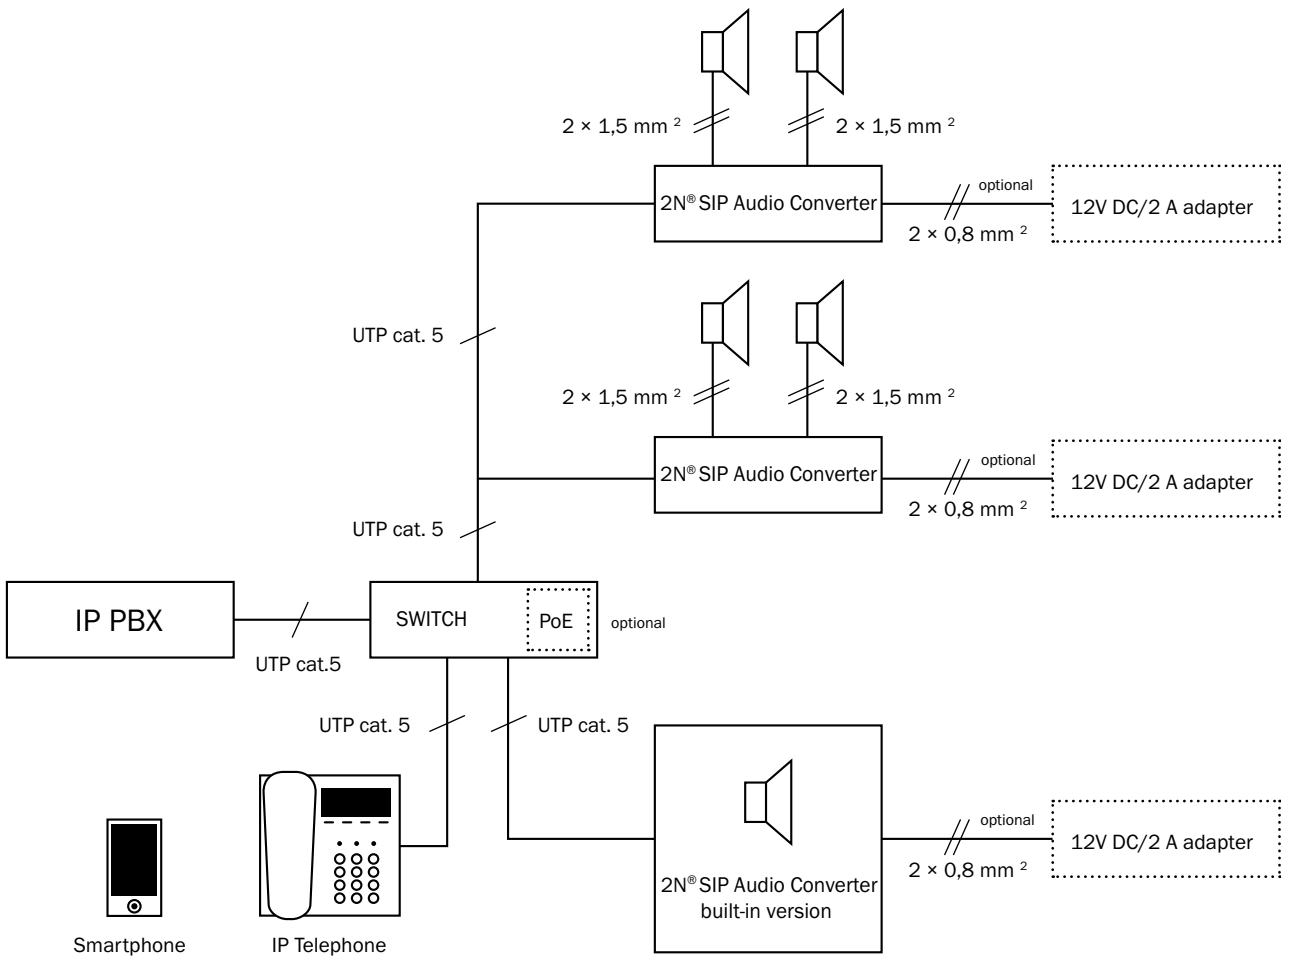 2 × 1,5 mm ²
2 × 1,5 mm ²
2N® SIP Audio Converter
optional
2 × 0,8 mm ²
12V DC/2 A adapter
UTP cat. 5
2 × 1,5 mm ²
2 × 1,5 mm ²
2N® SIP Audio Converter
optional
2 × 0,8 mm ²
12V DC/2 A adapter
UTP cat. 5
IP PBX
UTP cat.5
SWITCH
PoE
optional
UTP cat. 5
UTP cat. 5
2N® SIP Audio Converter
built-in version
optional
2 × 0,8 mm ²
12V DC/2 A adapter
Smartphone
IP Telephone